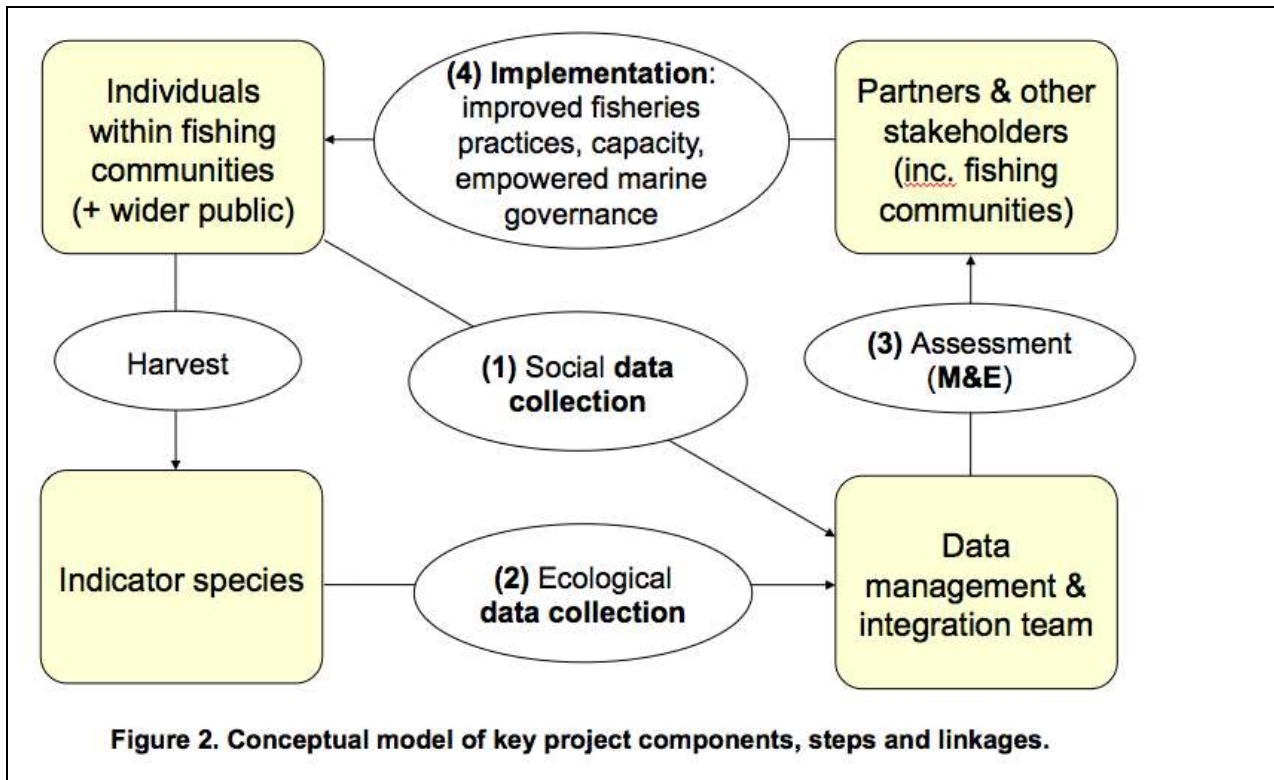 Individuals
within fishing
communities
(+ wider public)
(4) Implementation:
improved fisheries
practices, capacity,
empowered marine
governance
Partners & other
stakeholders
(inc. fishing
communities)
Harvest
(1) Social data
collection
(3) Assessment
(M&E)
Indicator species
(2) Ecological
data collection
Data
management &
integration team
Figure 2. Conceptual model of key project components, steps and linkages.